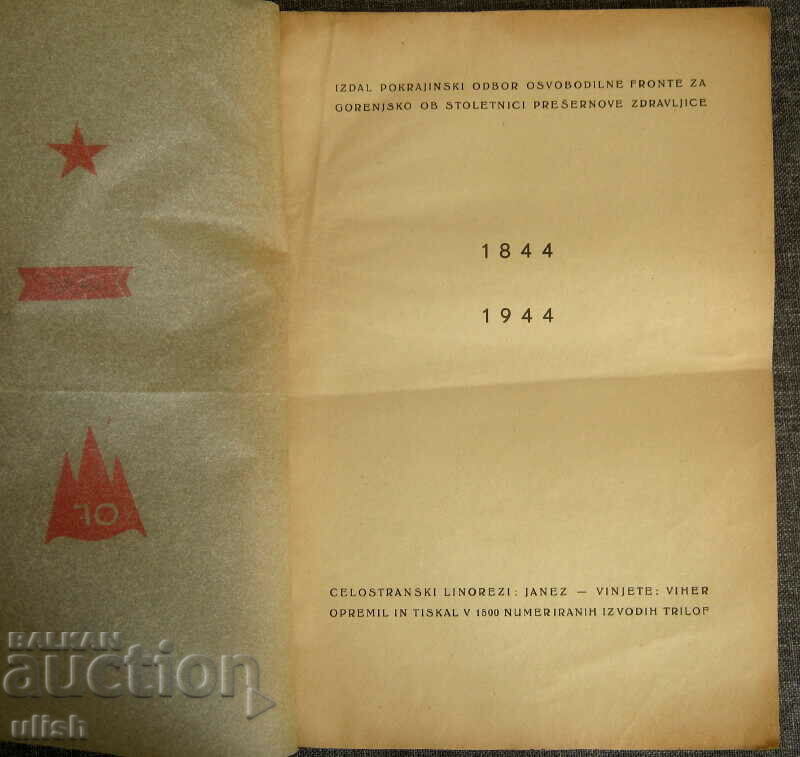 IZDAL POKRAJINSKI ODBOR OSVOBODILNE FRONTE ZA
GORENJSKO OB STOLETNICI PREŠERNOVE ZDRAVLJICE
1844
1944
CELOSTRANSKI LINOREZI: JANEZ — VINJETE: VIHER
OPREMIL IN TISKAL V 1500 NUMERIRANIH IZVODIH TRILOF
OF
BALKAN
auction
ulish